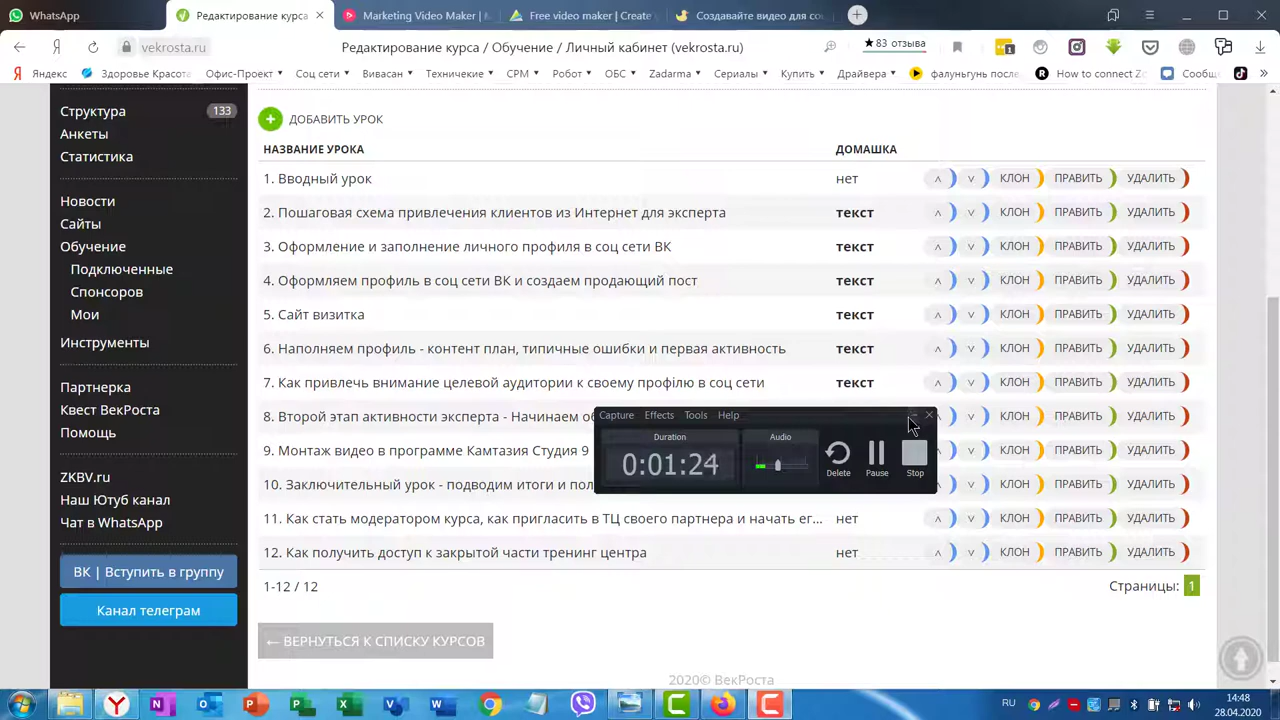 WhatsApp
Редактирование курса
Marketing Video Maker |
Free video maker | Create
Создавайте видео для со
vekrosta.ru
Редактирование курса / Обучение / Личный кабинет (vekrosta.ru)
★ 83 отзыва
Яндекс
Здоровье Красота
Офис-Проект
Соц сети
Вивасан
Технические
СРМ
Робот
ОБС
Zadarma
Сериалы
Купить
Драйвера
фалуньгунь после
How to connect Zo
Сообщ
Структура 133
Анкеты
Статистика
Новости
Сайты
Обучение
Подключенные
Спонсоров
Мои
Инструменты
Партнерка
Квест ВекРоста
Помощь
ZKBV.ru
Наш Ютуб канал
Чат в WhatsApp
ВК | Вступить в группу
Канал телеграм
ДОБАВИТЬ УРОК
НАЗВАНИЕ УРОКА ДОМАШКА
1. Вводный урок нет КЛОН ПРАВИТЬ УДАЛИТЬ
2. Пошаговая схема привлечения клиентов из Интернет для эксперта текст КЛОН ПРАВИТЬ УДАЛИТЬ
3. Оформление и заполнение личного профиля в соц сети ВК текст КЛОН ПРАВИТЬ УДАЛИТЬ
4. Оформляем профиль в соц сети ВК и создаем продающий пост текст КЛОН ПРАВИТЬ УДАЛИТЬ
5. Сайт визитка текст КЛОН ПРАВИТЬ УДАЛИТЬ
6. Наполняем профиль - контент план, типичные ошибки и первая активность текст КЛОН ПРАВИТЬ УДАЛИТЬ
7. Как привлечь внимание целевой аудитории к своему профілю в соц сети текст КЛОН ПРАВИТЬ УДАЛИТЬ
8. Второй этап активности эксперта - Начинаем КЛОН ПРАВИТЬ УДАЛИТЬ
9. Монтаж видео в программе Камтазия Студия 9 КЛОН ПРАВИТЬ УДАЛИТЬ
10. Заключительный урок - подводим итоги и КЛОН ПРАВИТЬ УДАЛИТЬ
11. Как стать модератором курса, как пригласить в ТЦ своего партнера и начать ег... нет КЛОН ПРАВИТЬ УДАЛИТЬ
12. Как получить доступ к закрытой части тренинг центра нет КЛОН ПРАВИТЬ УДАЛИТЬ
1-12 / 12 Страницы: 1
← ВЕРНУТЬСЯ К СПИСКУ КУРСОВ
2020© ВекРоста
Capture Effects Tools Help
Duration Audio
0:01:24
Delete Pause Stop
RU
14:48
28.04.2020